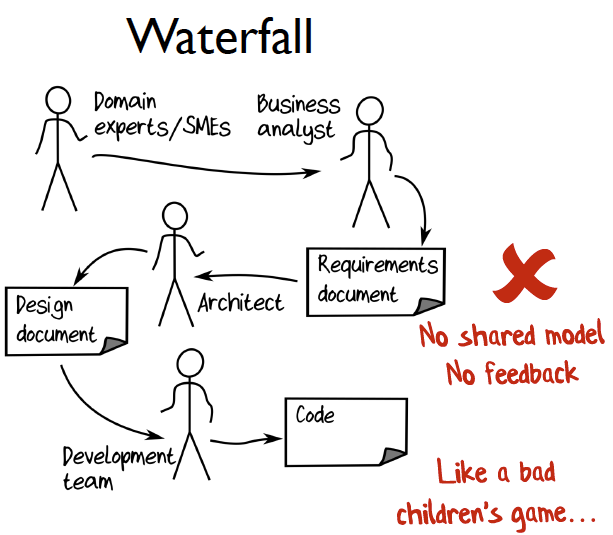 Waterfall
Domain
experts/SMEs
Business
analyst
Requirements
document
Architect
Design
document
Development
team
Code
No shared model
No feedback
Like a bad
children's game...